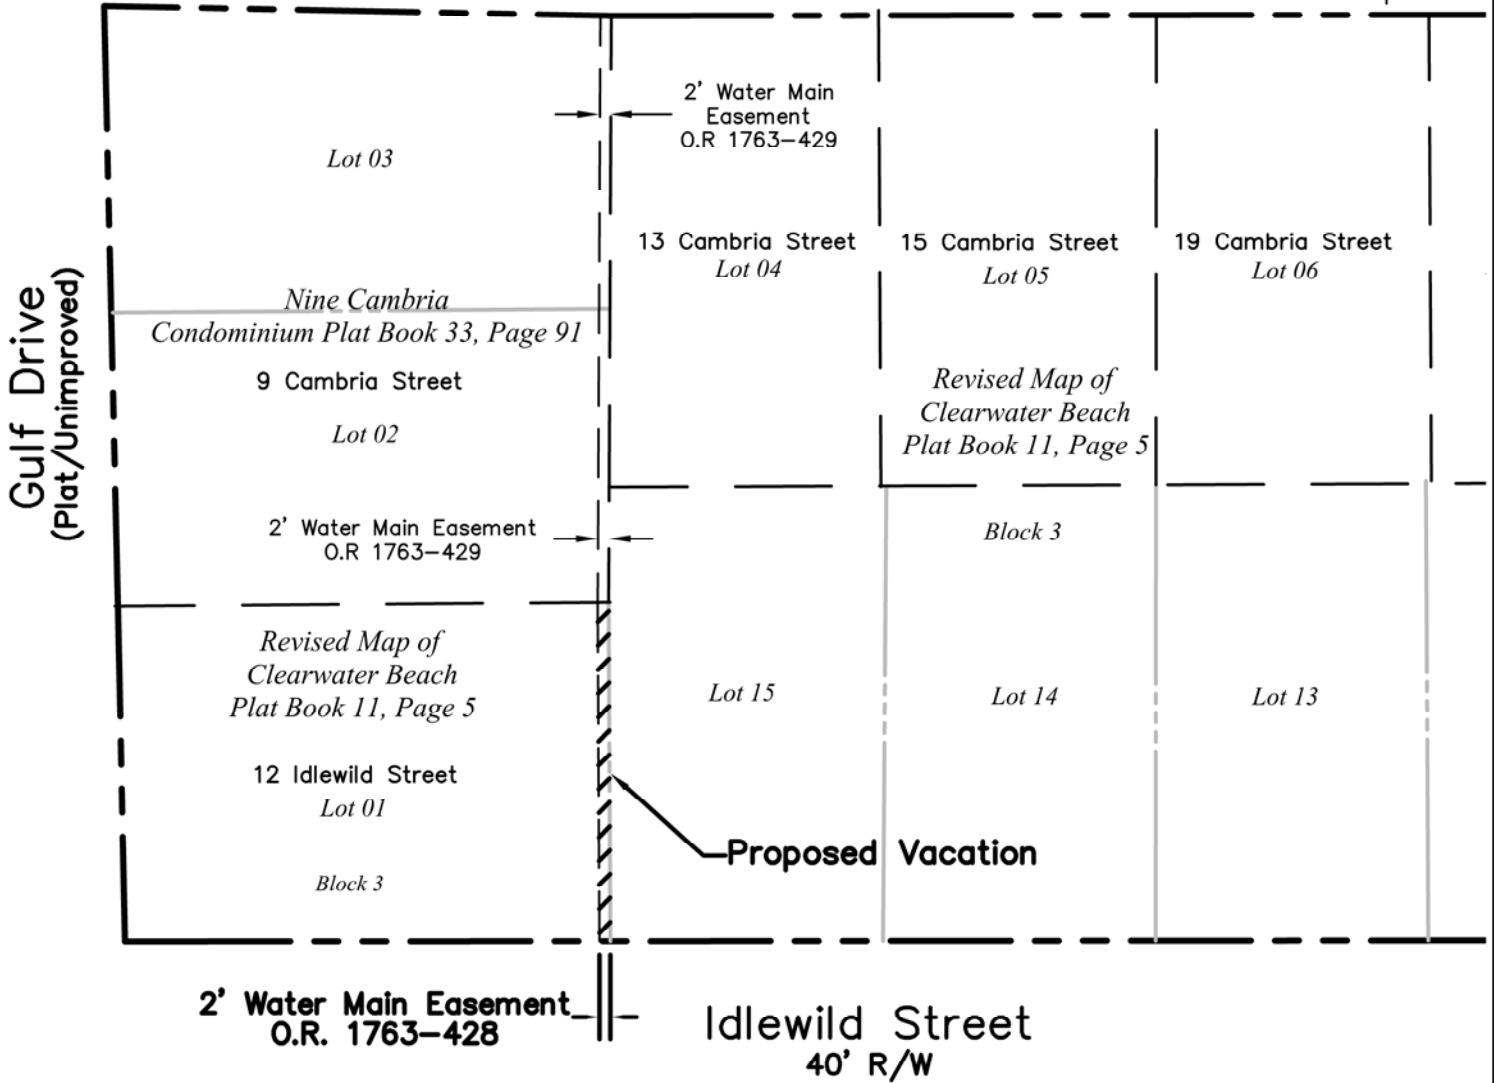 2' Water Main
Easement
O.R 1763-429
Lot 03
13 Cambria Street
Lot 04
15 Cambria Street
Lot 05
19 Cambria Street
Lot 06
Gulf Drive
(Plat/Unimproved)
Nine Cambria
Condominium Plat Book 33, Page 91
9 Cambria Street
Lot 02
Revised Map of
Clearwater Beach
Plat Book 11, Page 5
2' Water Main Easement
O.R 1763-429
Block 3
Revised Map of
Clearwater Beach
Plat Book 11, Page 5
Lot 15
Lot 14
Lot 13
12 Idlewild Street
Lot 01
Proposed Vacation
Block 3
2' Water Main Easement
O.R. 1763-428
Idlewild Street
40' R/W